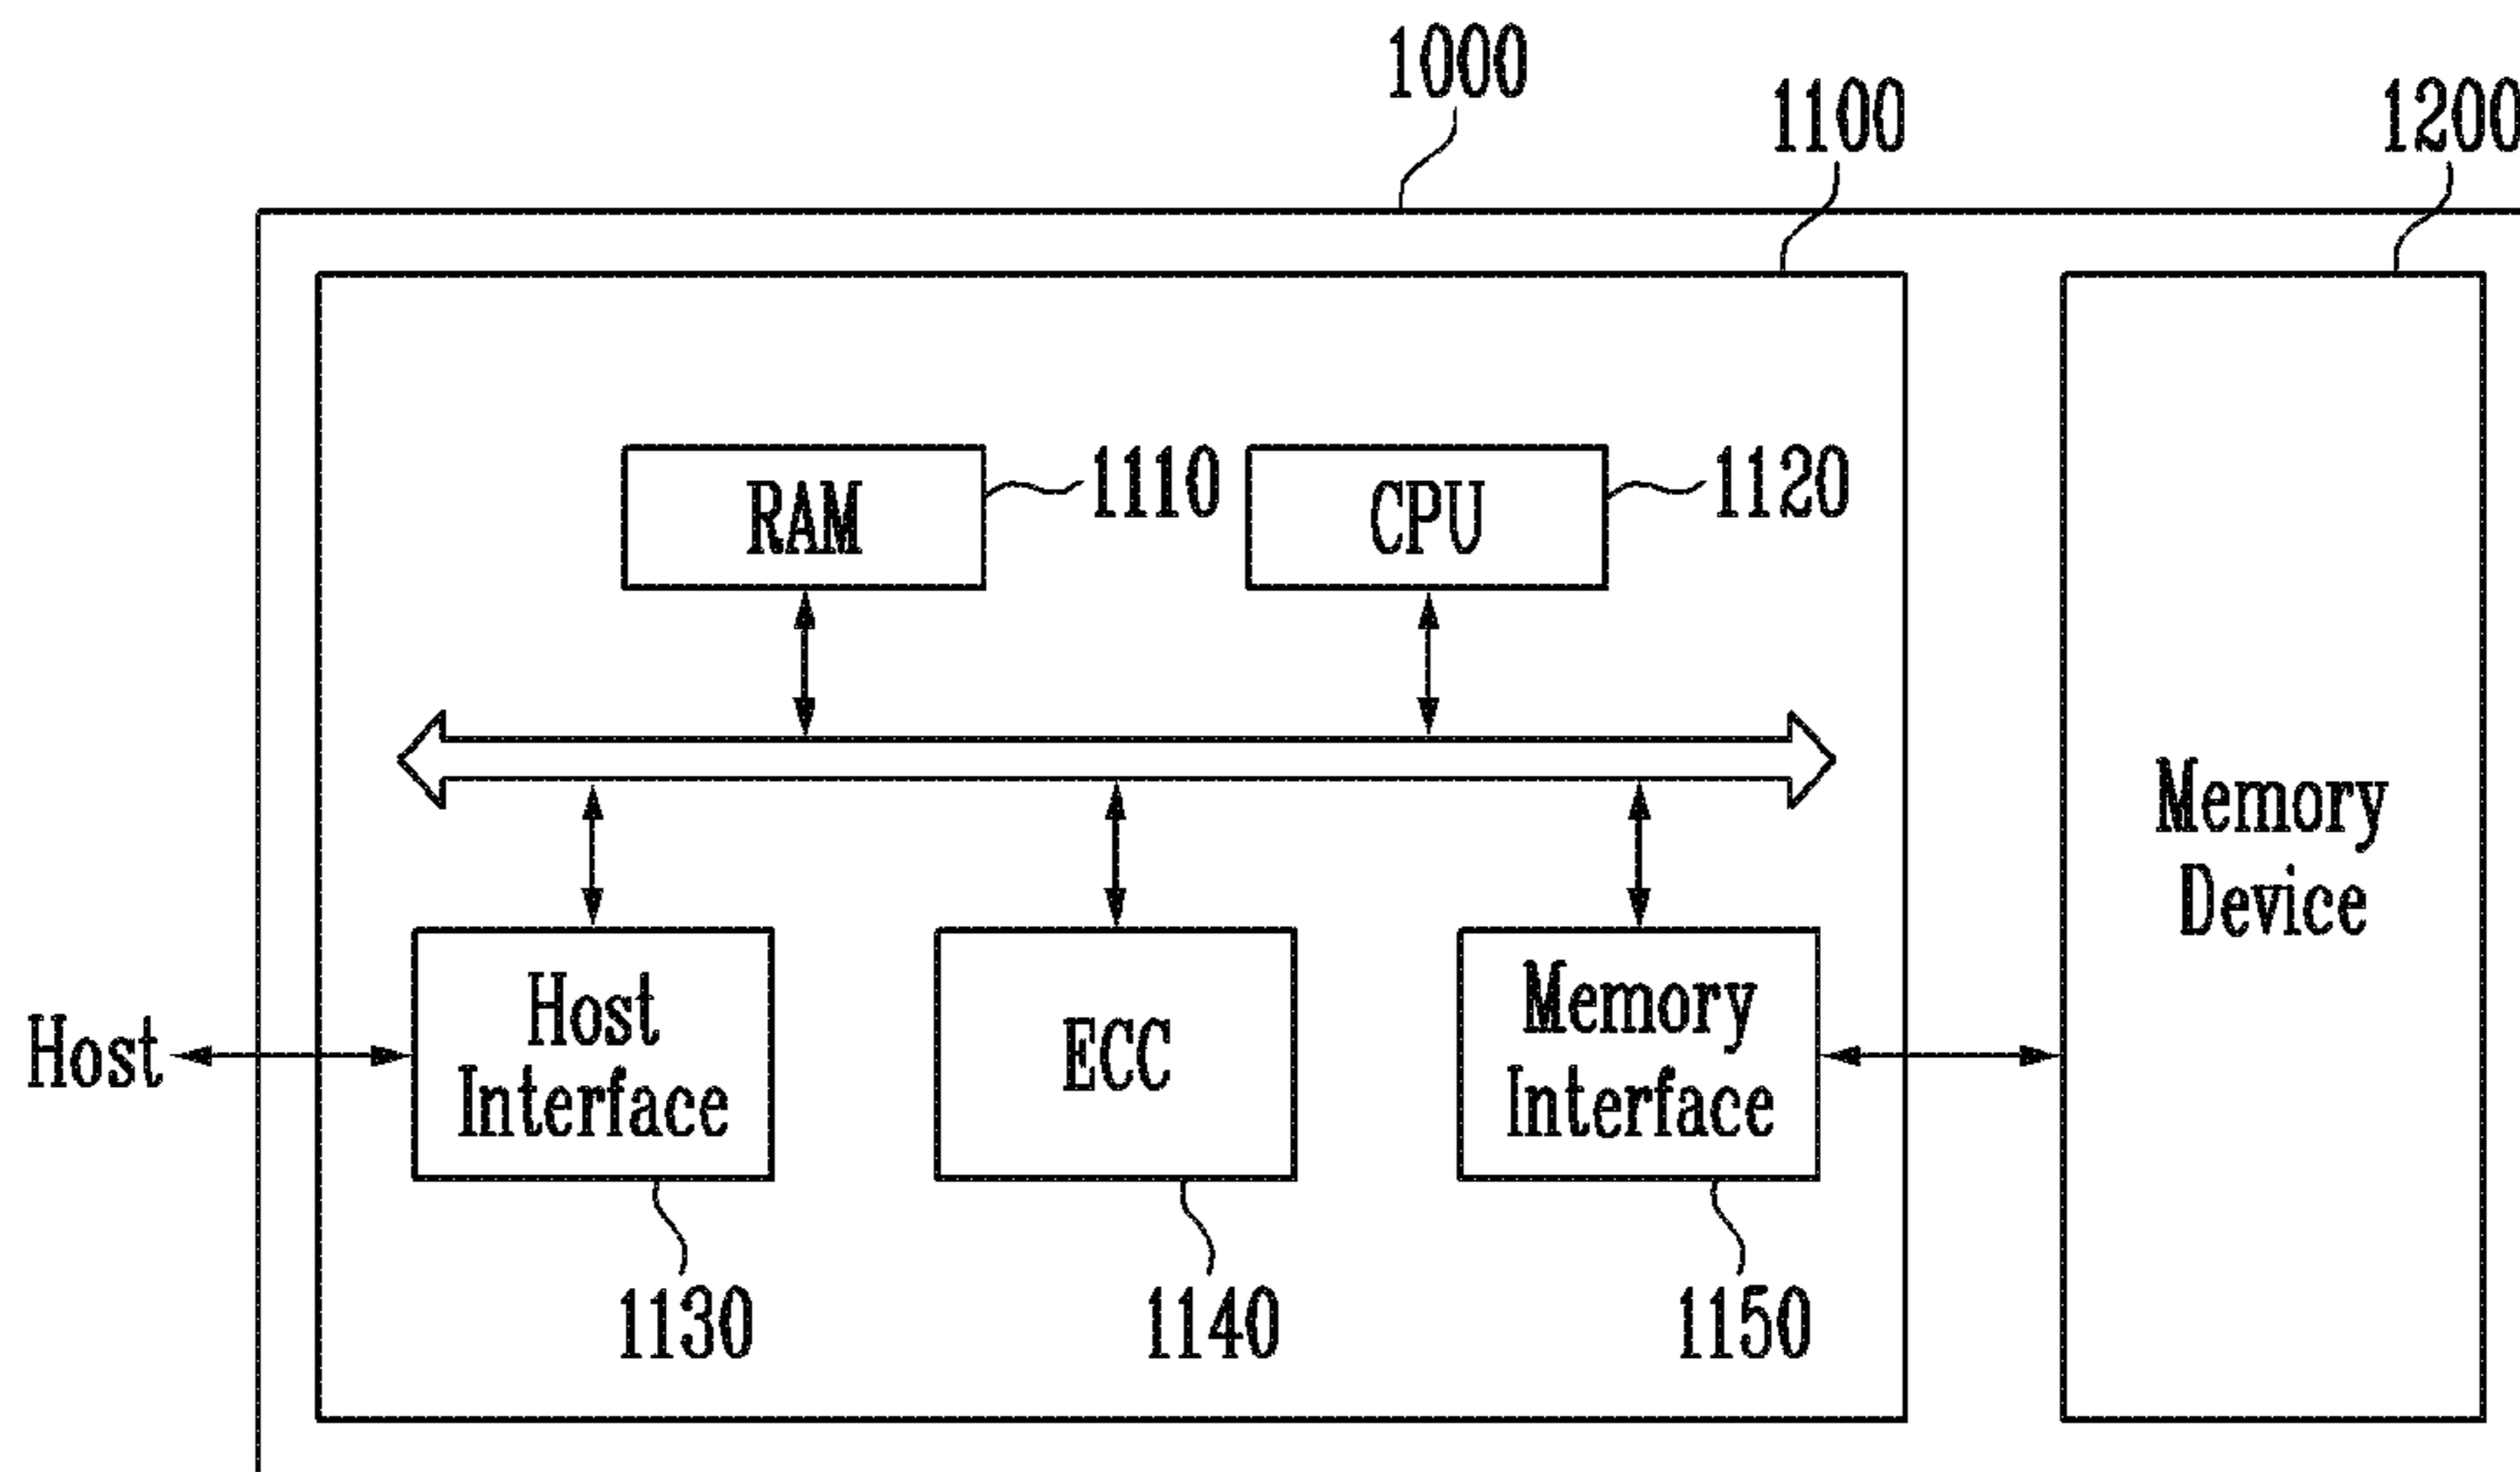 1000
1100
1200
RAM
1110
CPU
1120
Memory
Device
Host
Host
Interface
ECC
Memory
Interface
1130
1140
1150